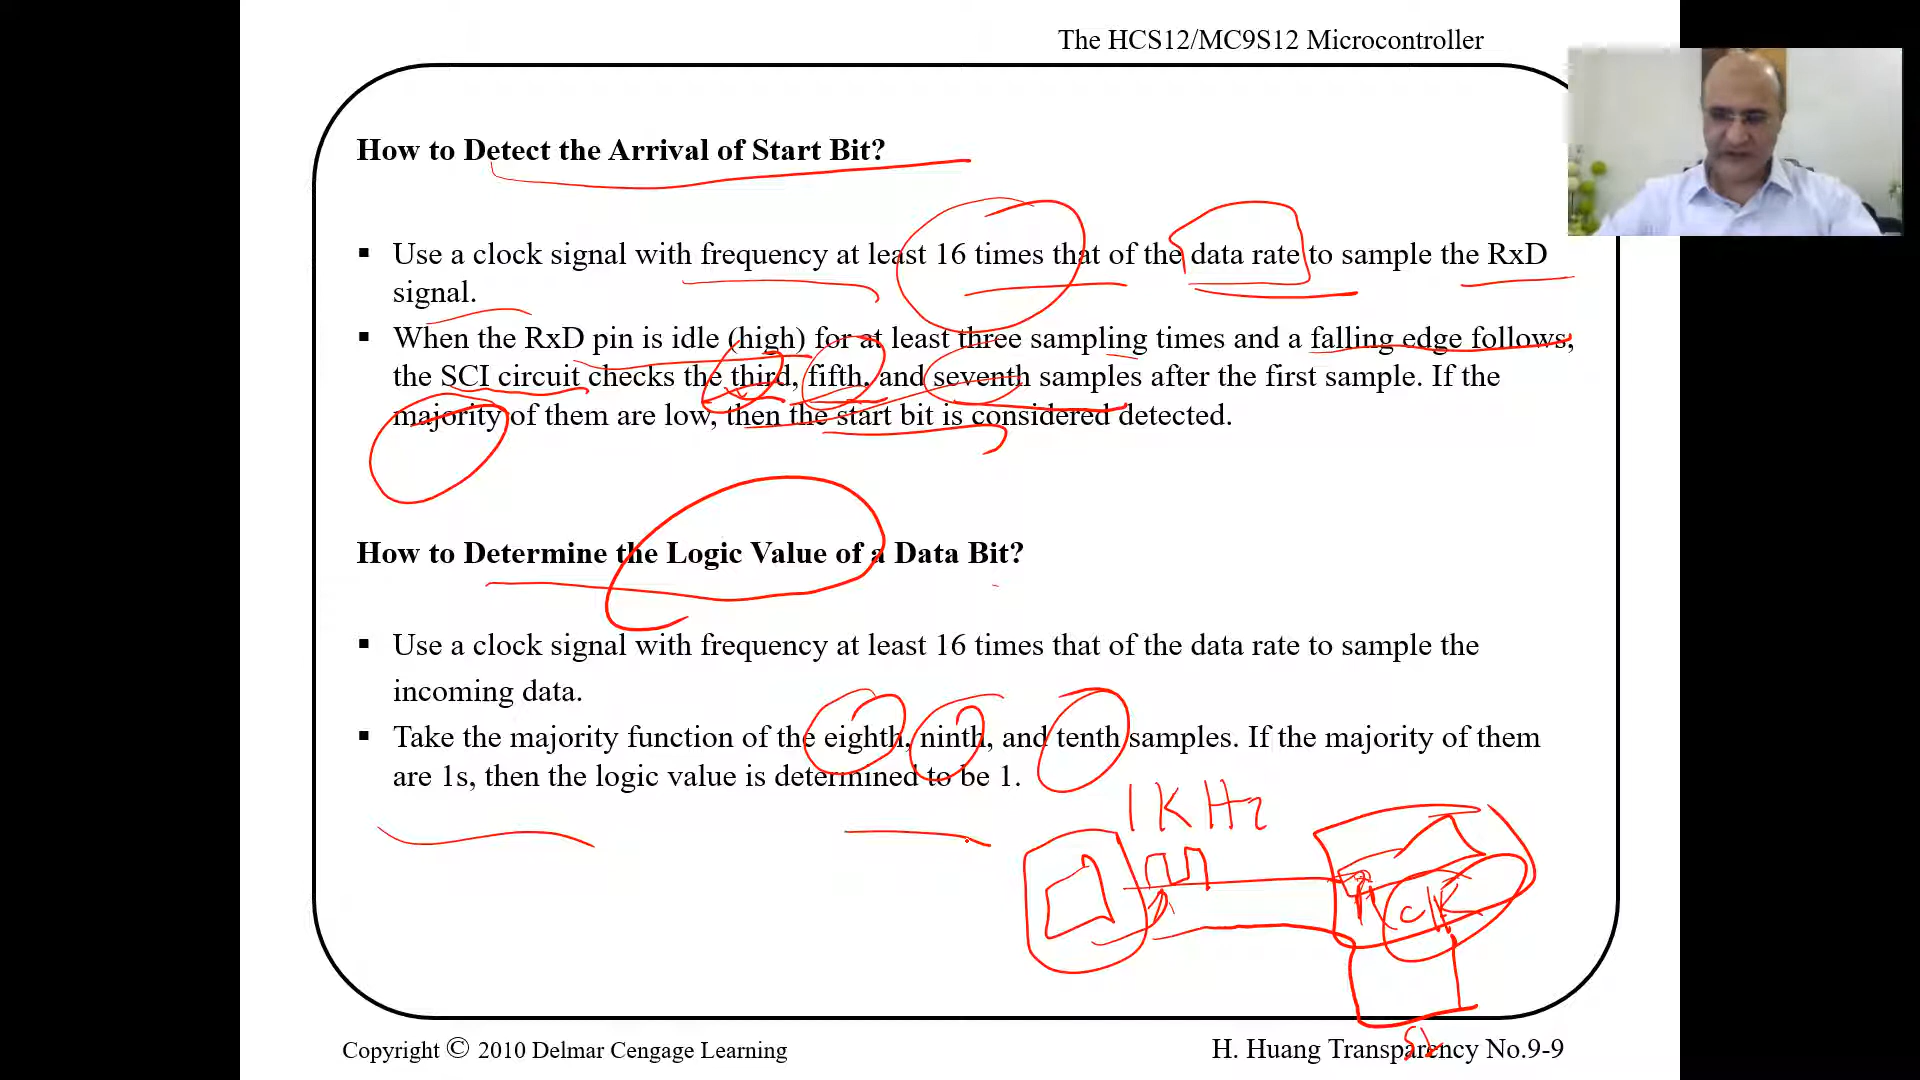 The HCS12/MC9S12 Microcontroller
How to Detect the Arrival of Start Bit?
▪ Use a clock signal with frequency at least 16 times that of the data rate to sample the RxD
signal.
▪ When the RxD pin is idle (high) for at least three sampling times and a falling edge follows,
the SCI circuit checks the third, fifth, and seventh samples after the first sample. If the
majority of them are low, then the start bit is considered detected.
How to Determine the Logic Value of a Data Bit?
▪ Use a clock signal with frequency at least 16 times that of the data rate to sample the
incoming data.
▪ Take the majority function of the eighth, ninth, and tenth samples. If the majority of them
are 1s, then the logic value is determined to be 1.
1KHz
clk
Copyright © 2010 Delmar Cengage Learning
H. Huang Transparency No.9-9